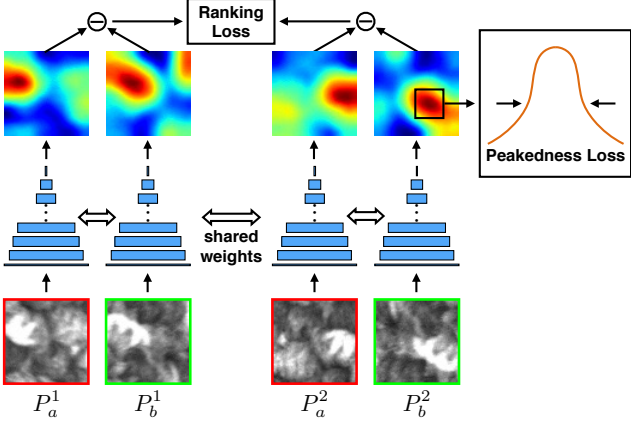 Ranking
Loss
Peakedness Loss
shared
weights
$P_a^1$ $P_b^1$ $P_a^2$ $P_b^2$